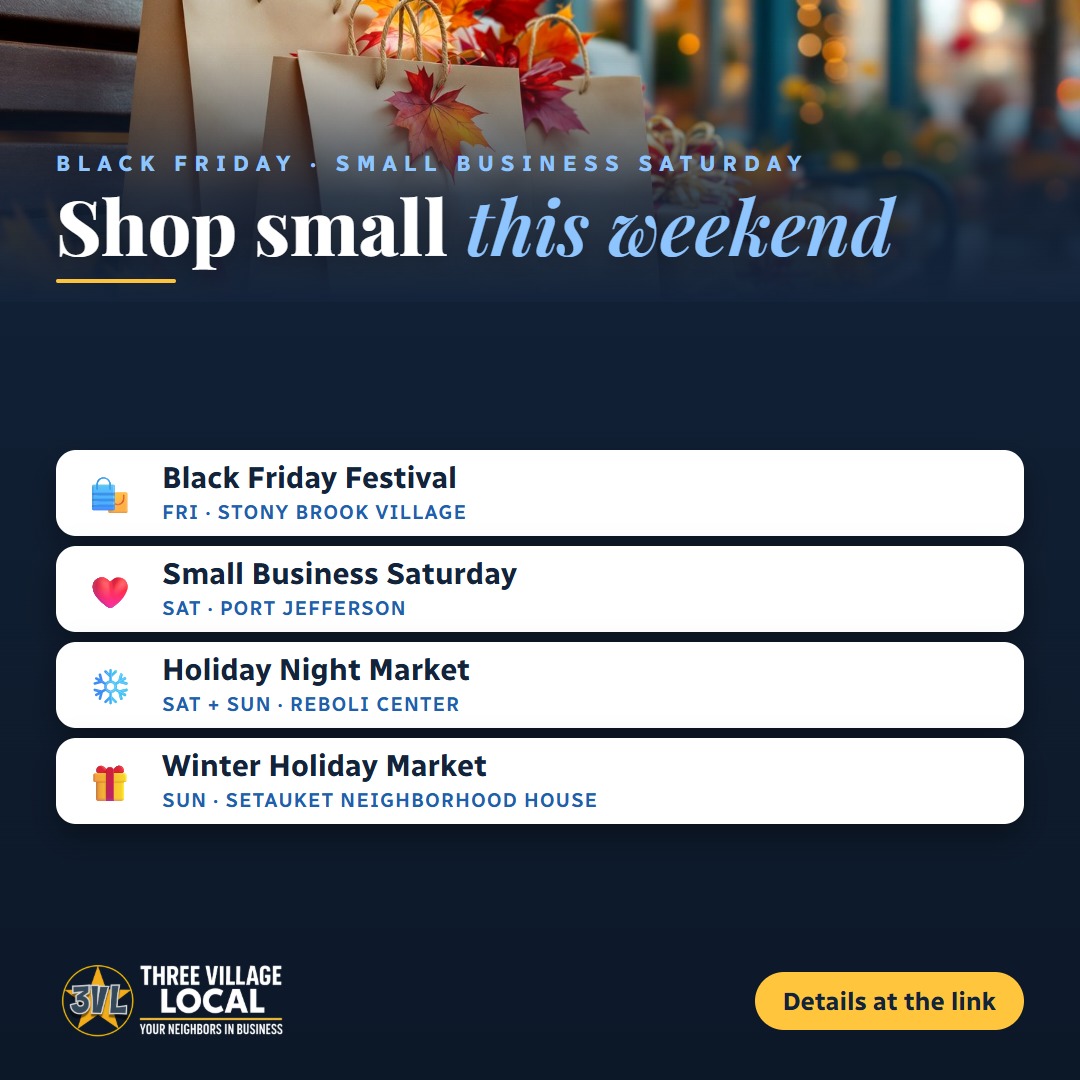 BLACK FRIDAY · SMALL BUSINESS SATURDAY
Shop small this weekend
Black Friday Festival
FRI · STONY BROOK VILLAGE
Small Business Saturday
SAT · PORT JEFFERSON
Holiday Night Market
SAT + SUN · REBOLI CENTER
Winter Holiday Market
SUN · SETAUKET NEIGHBORHOOD HOUSE
3VL
THREE VILLAGE
LOCAL
YOUR NEIGHBORS IN BUSINESS
Details at the link